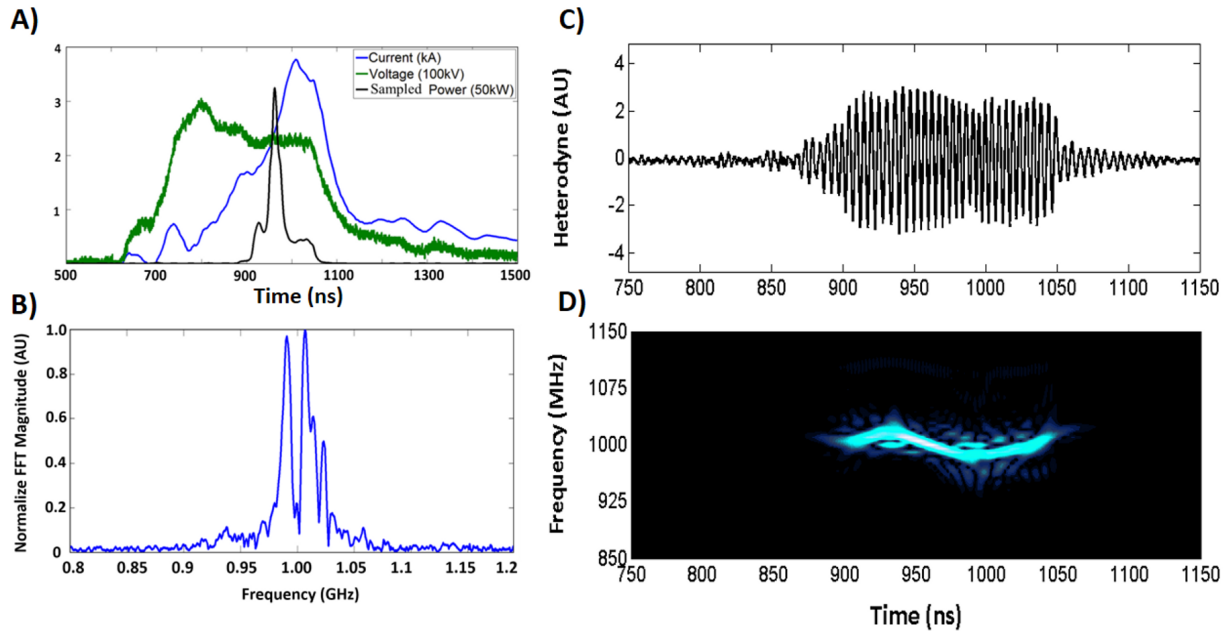 A)
4
3
2
1
Current (kA)
Voltage (100kV)
Sampled Power (50kW)
500 700 900 1100 1300 1500
Time (ns)
B)
Normalize FFT Magnitude (AU)
1.0
0.8
0.6
0.4
0.2
0
0.8 0.85 0.9 0.95 1.00 1.05 1.1 1.15 1.2
Frequency (GHz)
C)
Heterodyne (AU)
4
2
0
-2
-4
750 800 850 900 950 1000 1050 1100 1150
D)
Frequency (MHz)
1150
1075
1000
925
850
750 800 850 900 950 1000 1050 1100 1150
Time (ns)